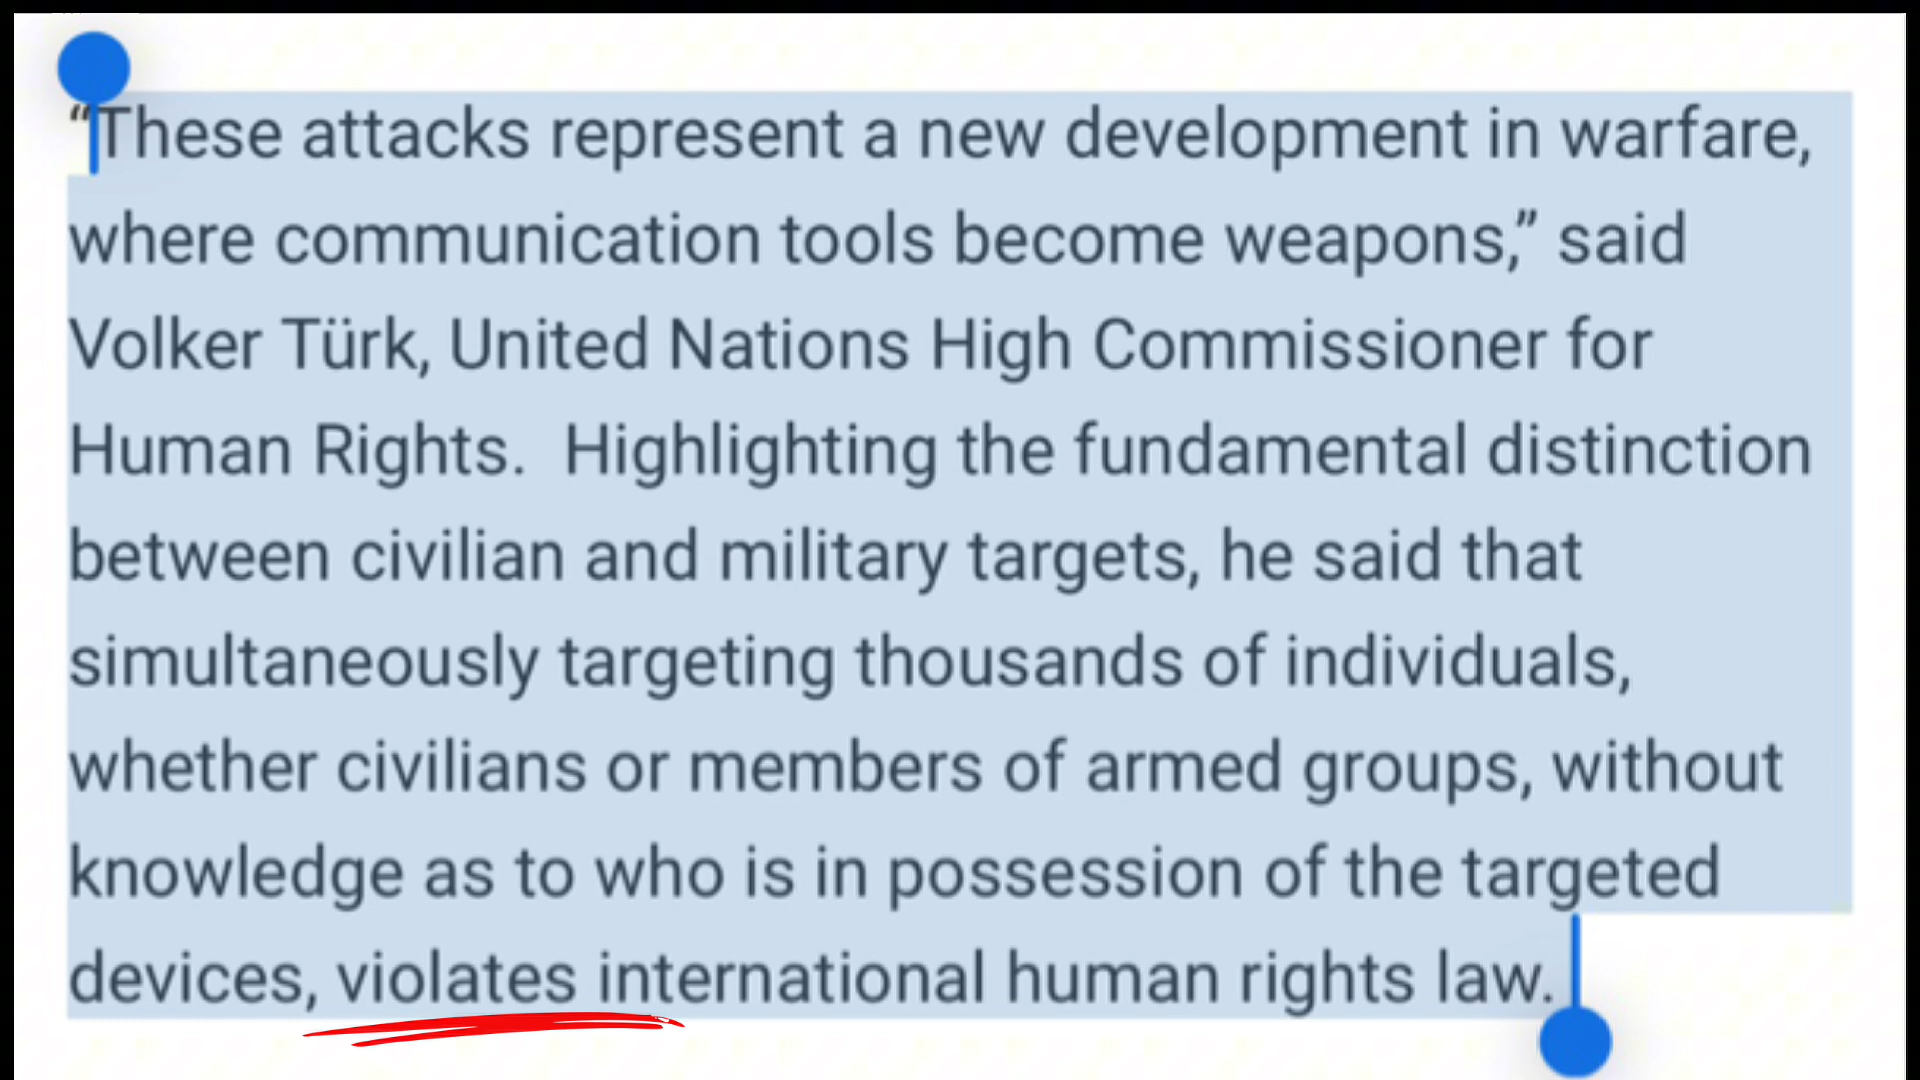 “These attacks represent a new development in warfare,
where communication tools become weapons,” said
Volker Türk, United Nations High Commissioner for
Human Rights.  Highlighting the fundamental distinction
between civilian and military targets, he said that
simultaneously targeting thousands of individuals,
whether civilians or members of armed groups, without
knowledge as to who is in possession of the targeted
devices, violates international human rights law.